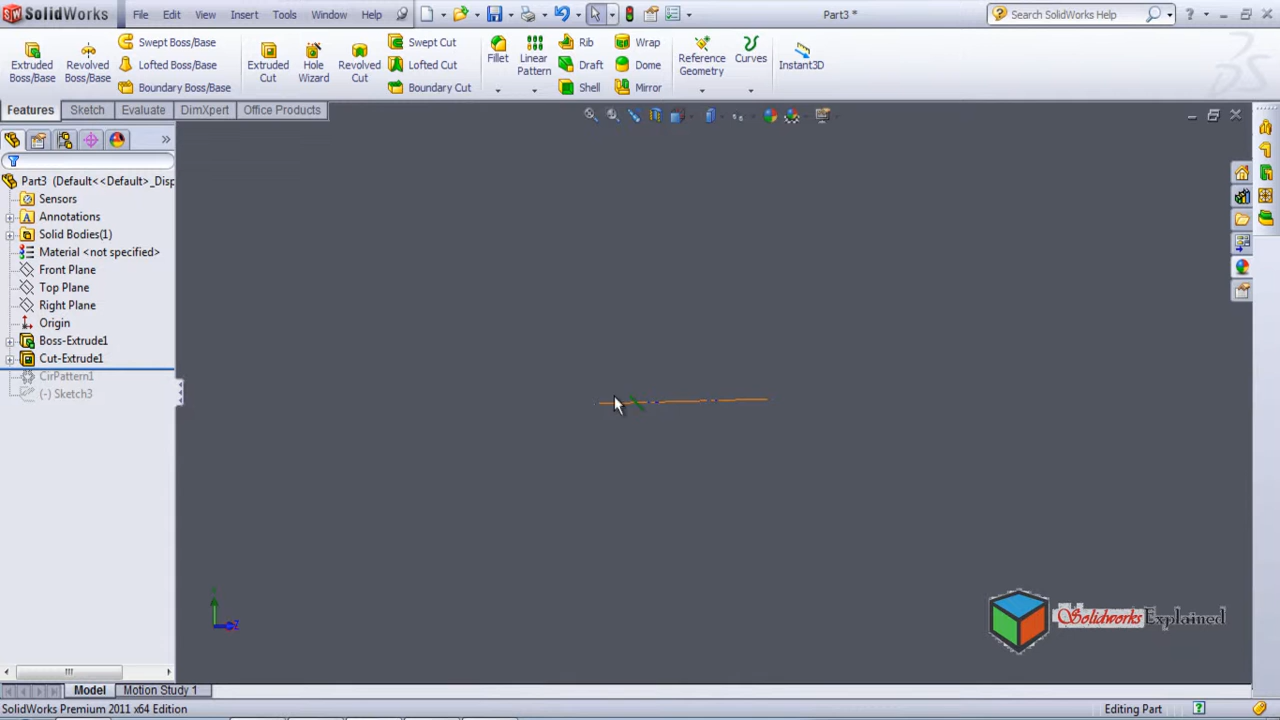 SolidWorks File Edit View Insert Tools Window Help Part3 * Search SolidWorks Help
Extruded Boss/Base Revolved Boss/Base Swept Boss/Base Lofted Boss/Base Boundary Boss/Base Extruded Cut Hole Wizard Revolved Cut Swept Cut Lofted Cut Boundary Cut Fillet Linear Pattern Rib Draft Shell Wrap Dome Mirror Reference Geometry Curves Instant3D
Features Sketch Evaluate DimXpert Office Products
Part3 (Default<<Default>_Disp
Sensors
Annotations
Solid Bodies(1)
Material <not specified>
Front Plane
Top Plane
Right Plane
Origin
Boss-Extrude1
Cut-Extrude1
CirPattern1
(-) Sketch3
Z
Solidworks Explained
Model Motion Study 1
SolidWorks Premium 2011 x64 Edition Editing Part